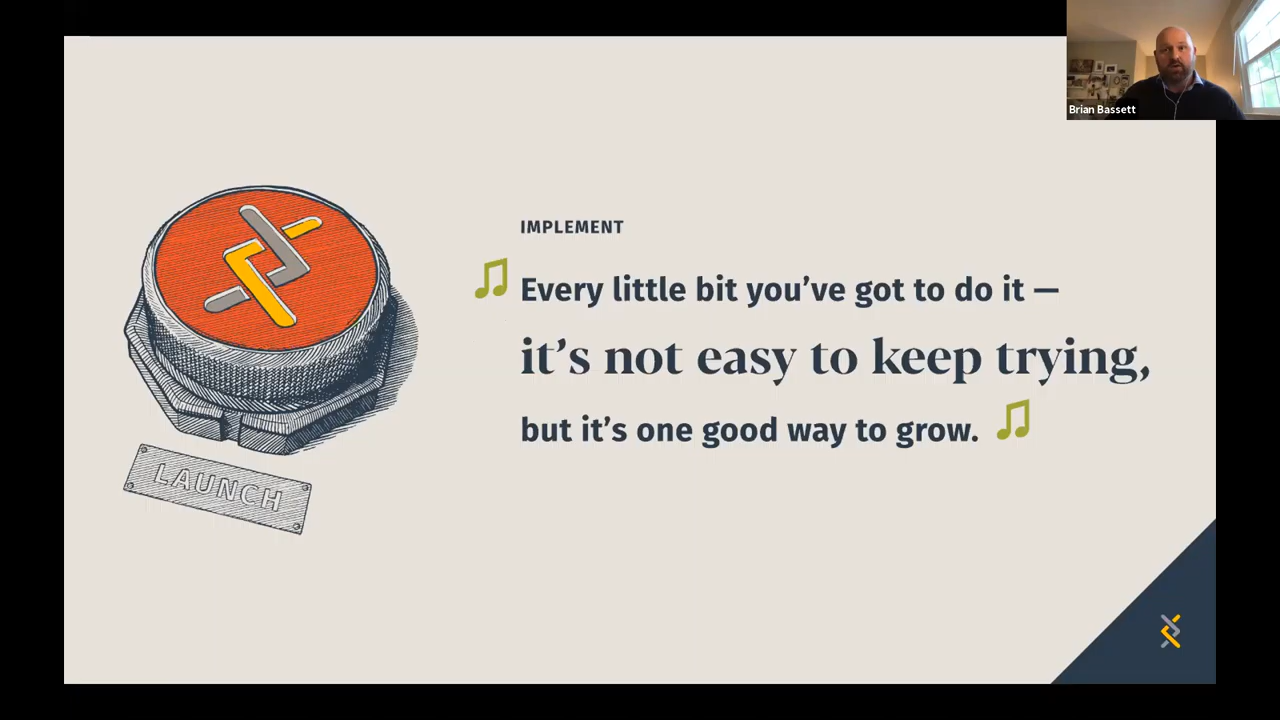 Brian Bassett
IMPLEMENT
Every little bit you’ve got to do it —
it’s not easy to keep trying,
but it’s one good way to grow.
LAUNCH